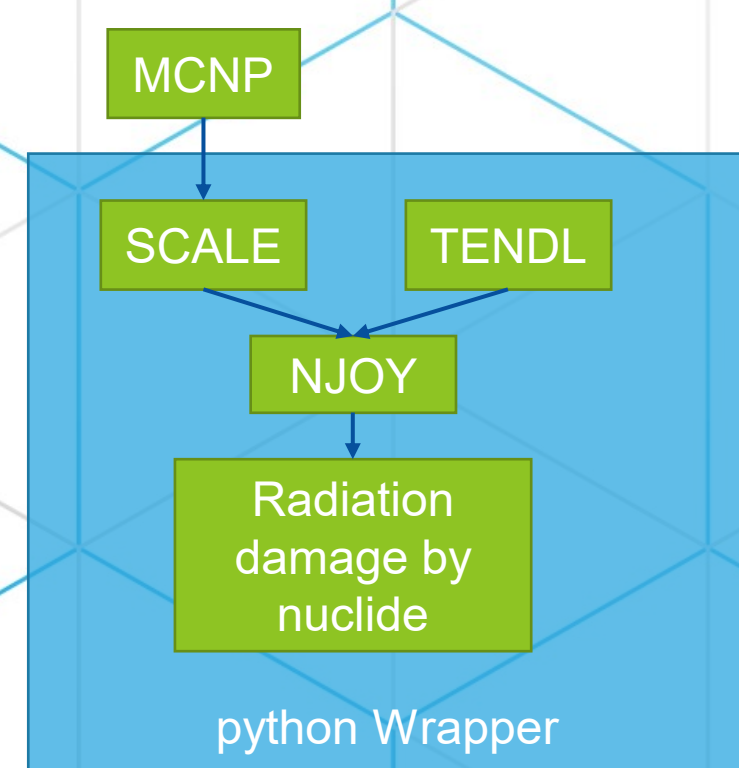 MCNP
SCALE
TENDL
NJOY
Radiation
damage by
nuclide
python Wrapper